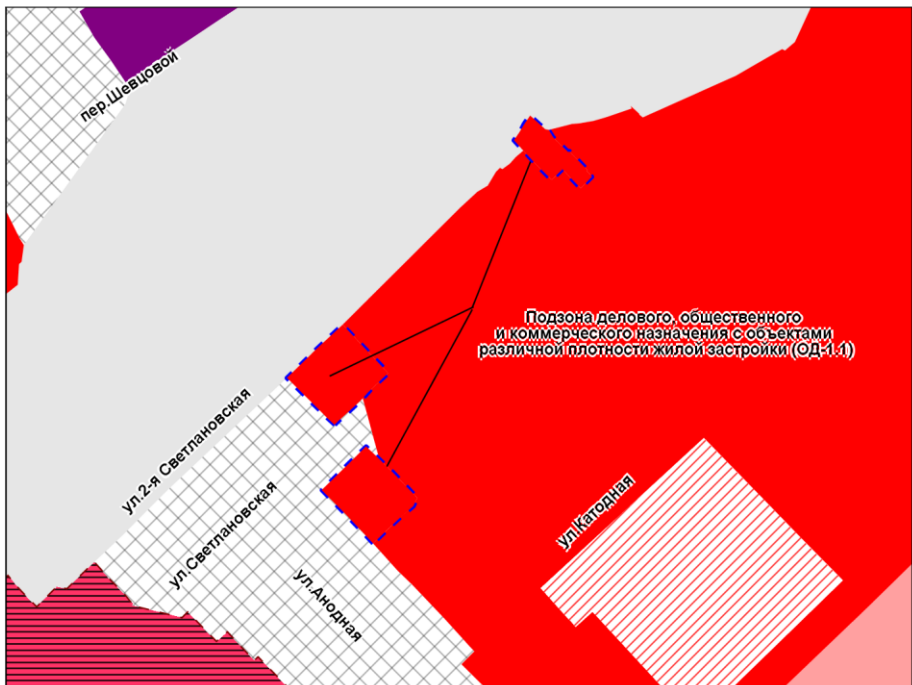 пер.Шевцовой
Подзона делового, общественного
и коммерческого назначения с объектами
различной плотности жилой застройки (ОД-1.1)
ул.2-я Светлановская
ул.Светлановская
ул.Катодная
ул.Анодная